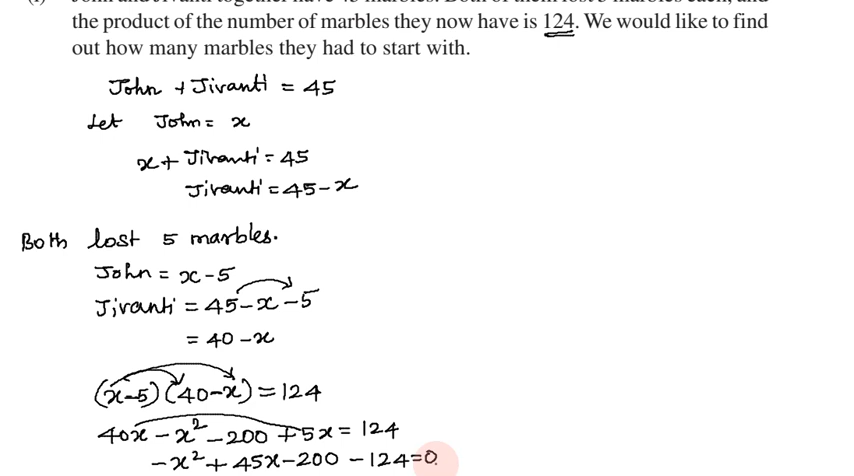 the product of the number of marbles they now have is 124. We would like to find
out how many marbles they had to start with.
John + Jivanti = 45
Let John = x
x + Jivanti = 45
Jivanti = 45 - x
Both lost 5 marbles.
John = x - 5
Jivanti = 45 - x - 5
= 40 - x
(x-5)(40-x) = 124
40x - x² - 200 + 5x = 124
-x² + 45x - 200 - 124 = 0